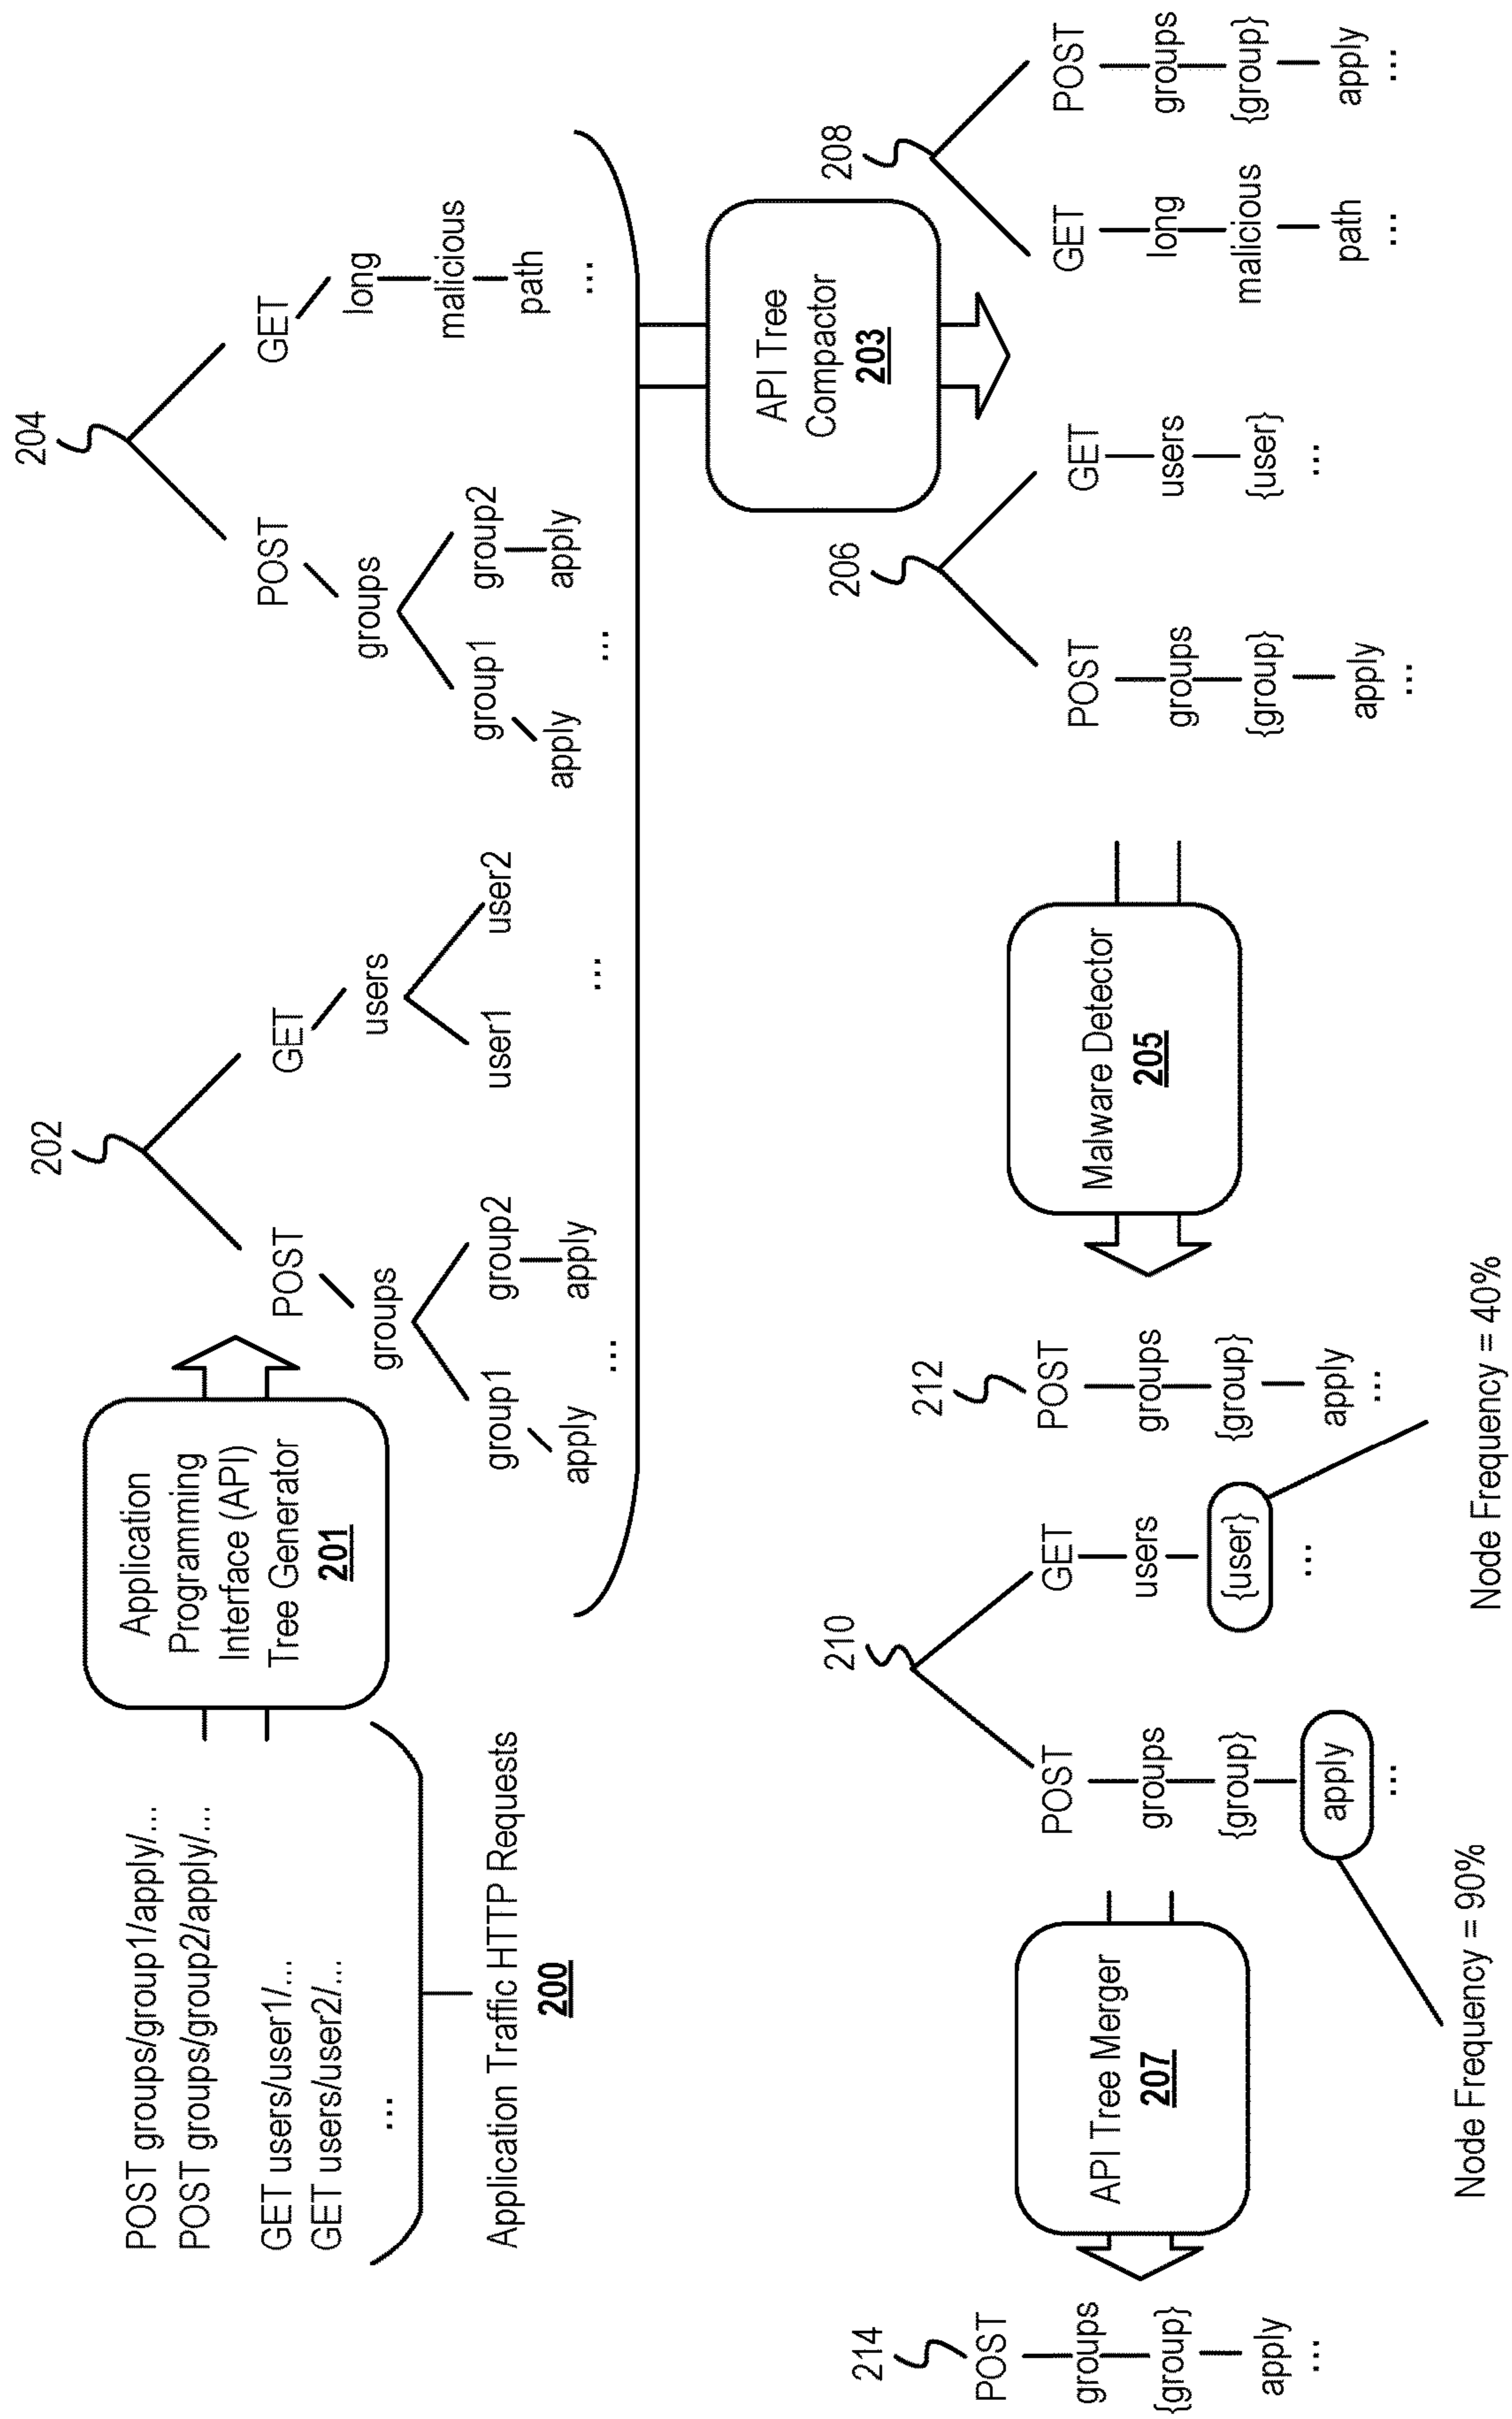 POST groups/group1/apply/...
POST groups/group2/apply/...
GET users/user1/...
GET users/user2/...
...
Application Traffic HTTP Requests
200
Application
Programming
Interface (API)
Tree Generator
201
202
POST
GET
groups
users
group1
group2
user1
user2
apply
apply
...
...
204
POST
GET
groups
long
group1
group2
malicious
apply
apply
path
...
...
API Tree
Compactor
203
206
POST
GET
groups
users
{group}
{user}
apply
...
...
208
GET
POST
long
groups
malicious
{group}
path
apply
...
...
Malware Detector
205
210
POST
GET
groups
users
{group}
{user}
apply
...
...
Node Frequency = 90%
Node Frequency = 40%
212
POST
groups
{group}
apply
...
API Tree Merger
207
214
POST
groups
{group}
apply
...